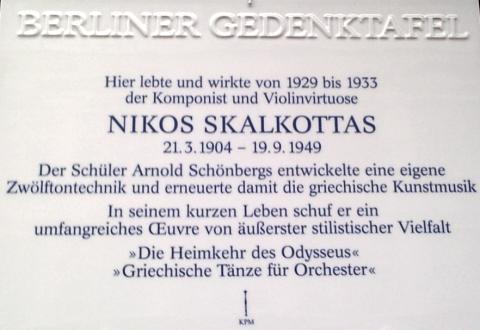 BERLINER GEDENKTAFEL
Hier lebte und wirkte von 1929 bis 1933
der Komponist und Violinvirtuose
NIKOS SKALKOTTAS
21.3.1904 – 19.9.1949
Der Schüler Arnold Schönbergs entwickelte eine eigene
Zwölftontechnik und erneuerte damit die griechische Kunstmusik
In seinem kurzen Leben schuf er ein
umfangreiches Œuvre von äußerster stilistischer Vielfalt
»Die Heimkehr des Odysseus«
»Griechische Tänze für Orchester«
KPM